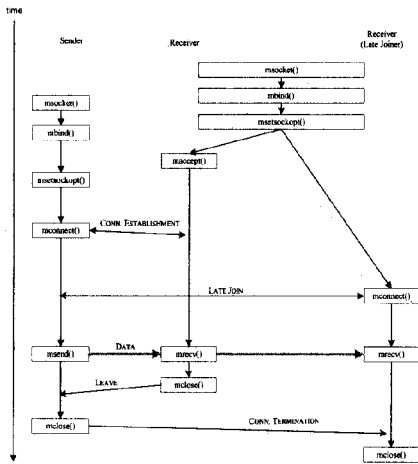 time
Sender
Receiver
Receiver
(Late Joiner)
msocket()
mbind()
msetsockopt()
msocket()
mbind()
msetsockopt()
maccept()
mconnect()
CONN. ESTABLISHMENT
LATE JOIN
mconnect()
msend()
DATA
mrecv()
mrecv()
LEAVE
mclose()
mclose()
CONN. TERMINATION
mclose()